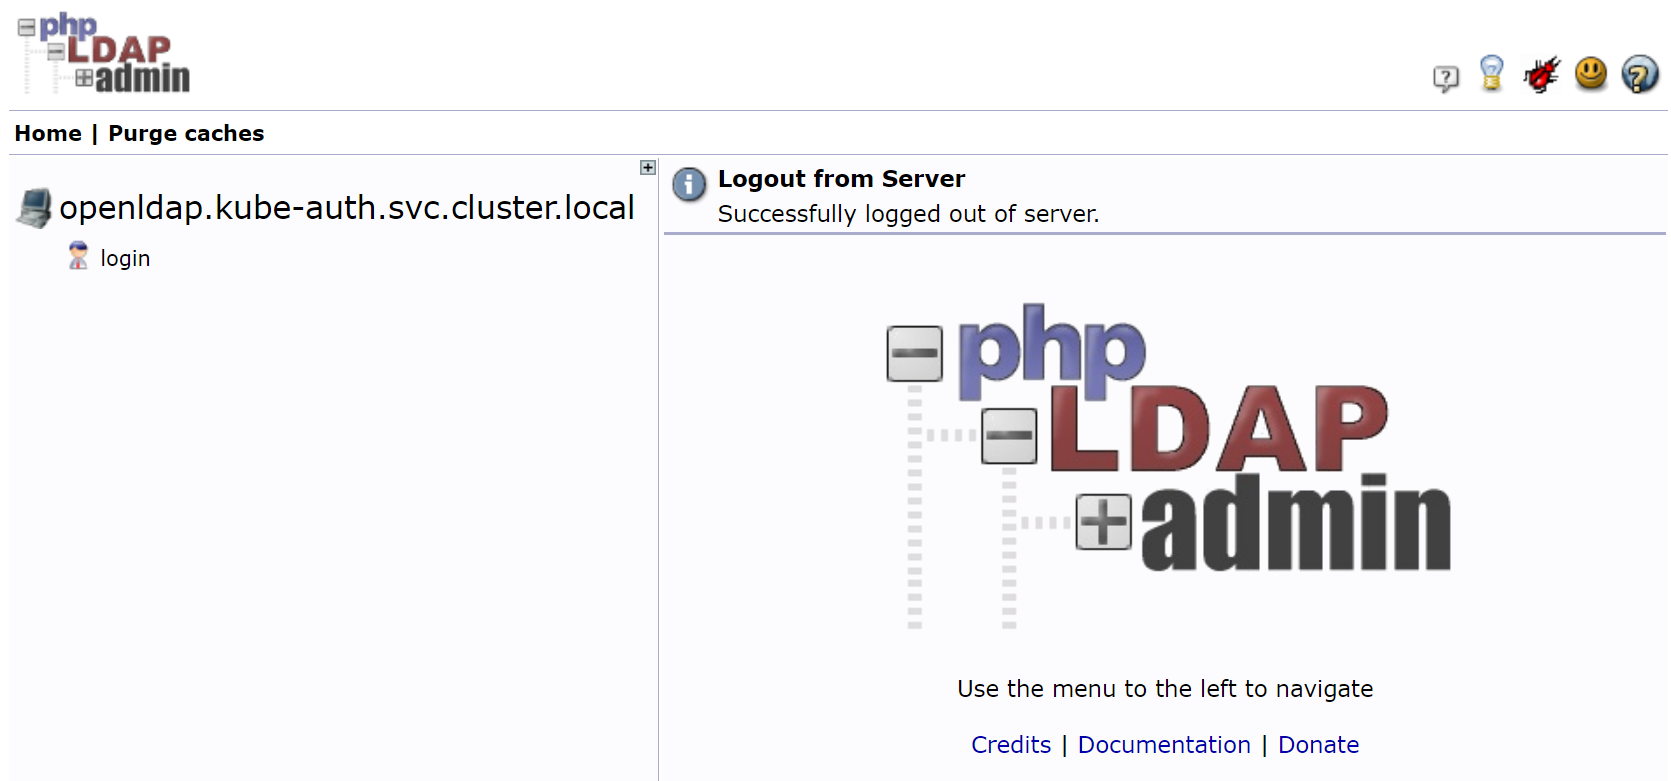 php
LDAP
admin
Home | Purge caches
openldap.kube-auth.svc.cluster.local
login
Logout from Server
Successfully logged out of server.
php
LDAP
admin
Use the menu to the left to navigate
Credits | Documentation | Donate